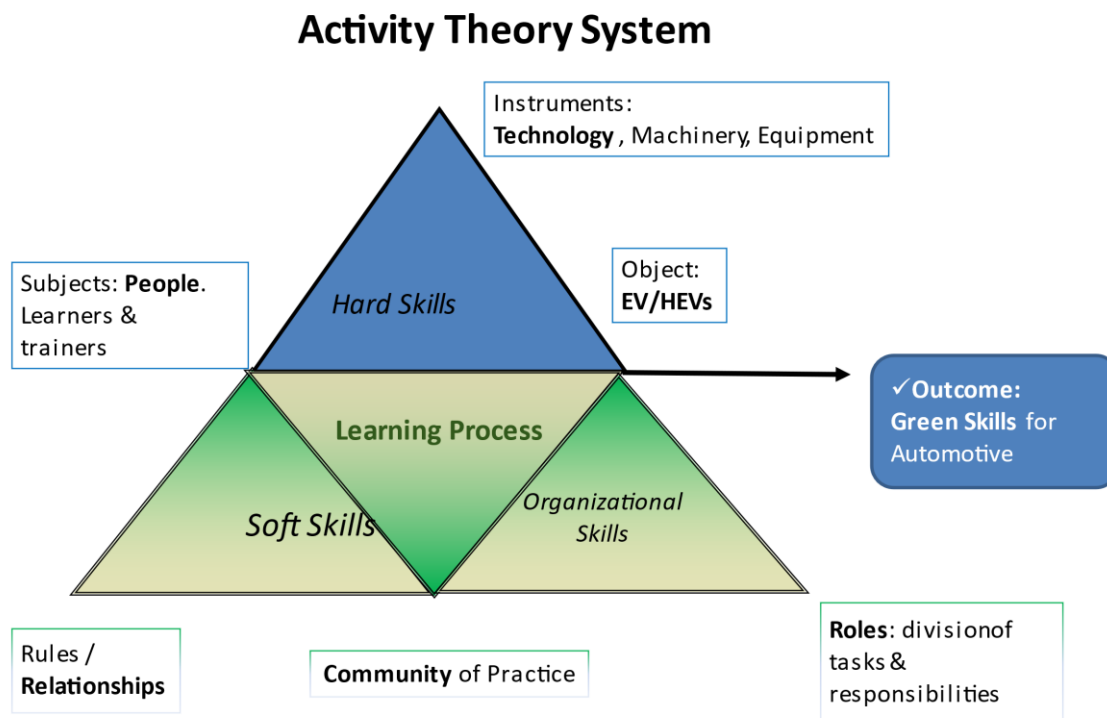 Activity Theory System
Instruments:
Technology , Machinery, Equipment
Subjects: People.
Learners &
trainers
Object:
EV/HEVs
Hard Skills
✓Outcome:
Green Skills for
Automotive
Learning Process
Soft Skills
Organizational
Skills
Rules /
Relationships
Community of Practice
Roles: divisionof
tasks &
responsibilities